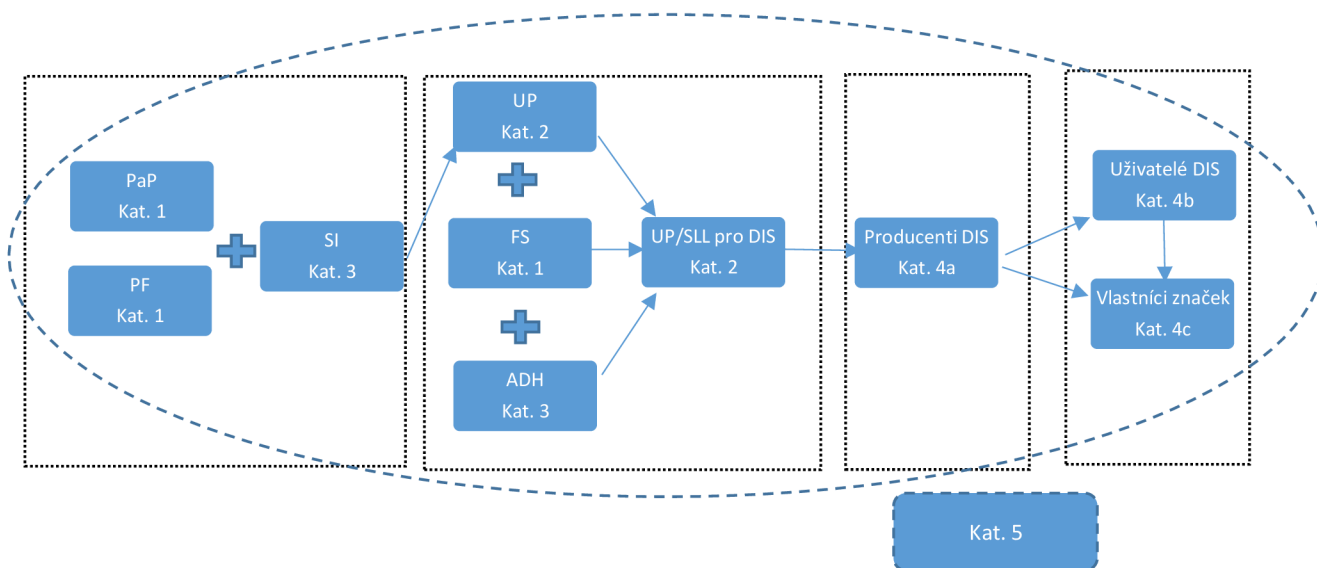 PaP
Kat. 1
PF
Kat. 1
SI
Kat. 3
UP
Kat. 2
FS
Kat. 1
ADH
Kat. 3
UP/SLL pro DIS
Kat. 2
Producenti DIS
Kat. 4a
Uživatelé DIS
Kat. 4b
Vlastníci značek
Kat. 4c
Kat. 5